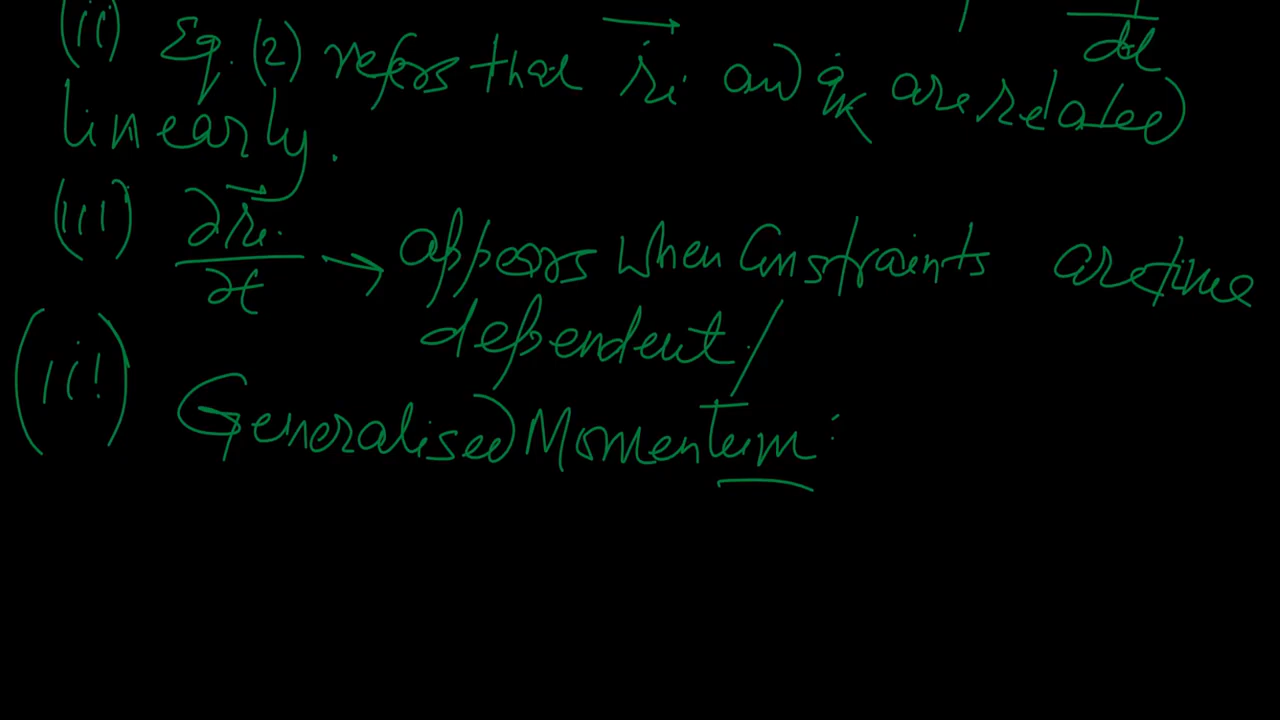 (ii) Eq. (2) refers that ṙi and q̇k are related
linearly.
(iii) ∂ri/∂t → appears when Constraints are time
dependent /
(iii) Generalised Momentum: